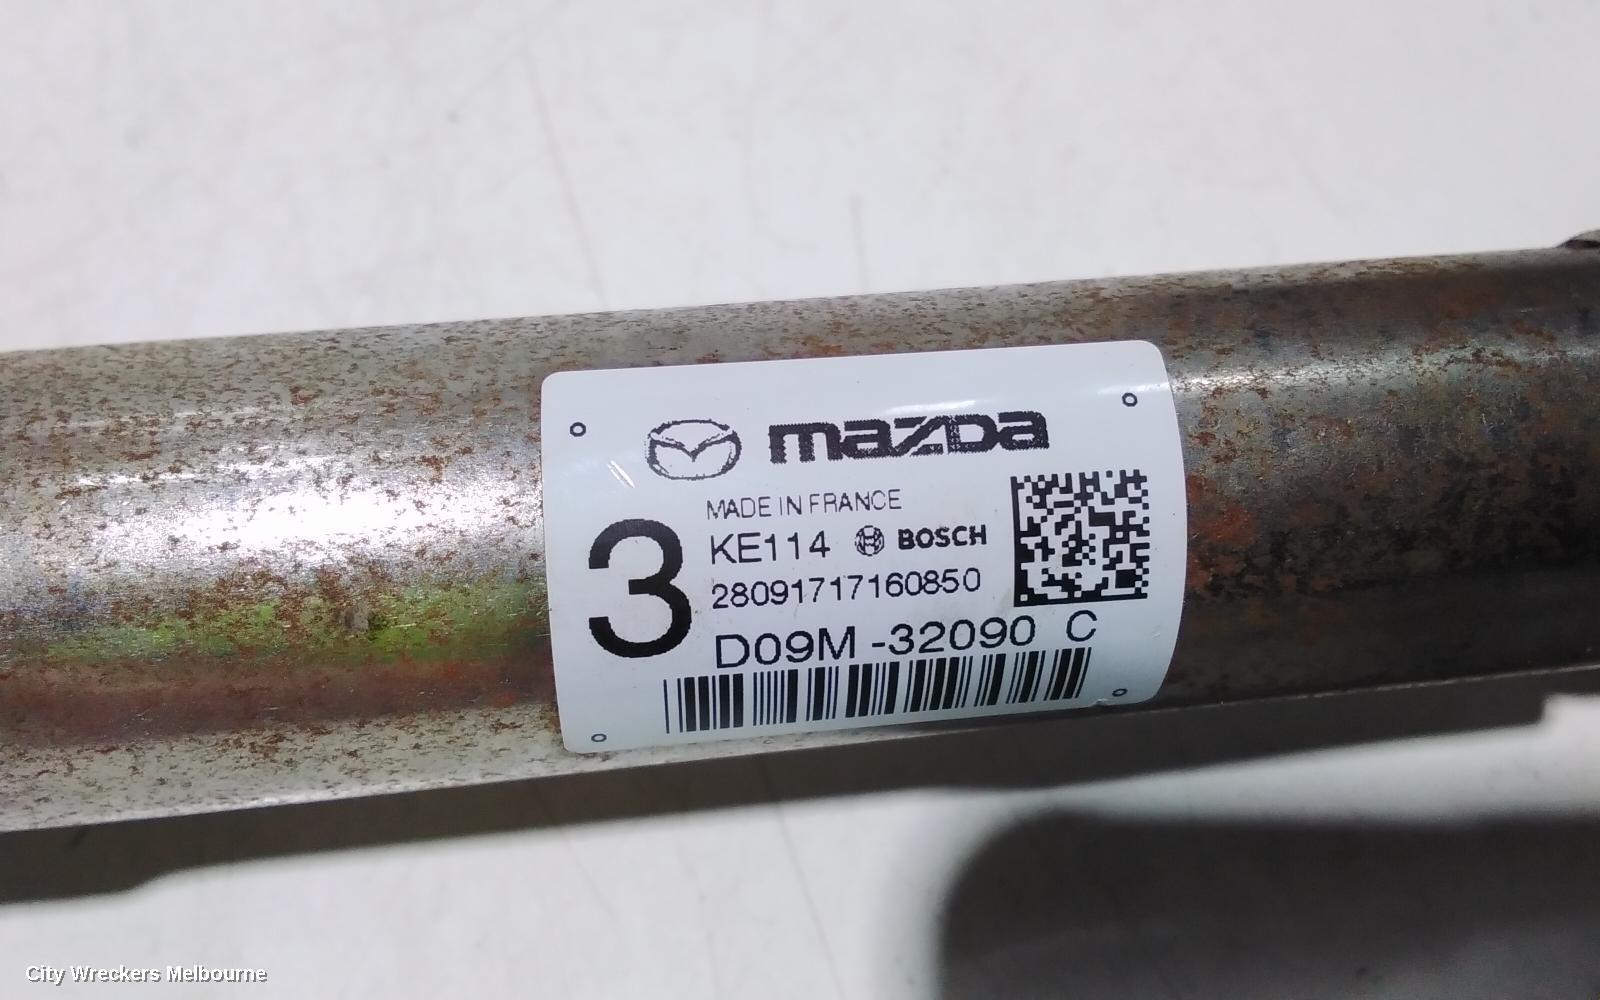 mazda
MADE IN FRANCE
3
KE114 BOSCH
28091717160850
D09M-32090 C
City Wreckers Melbourne